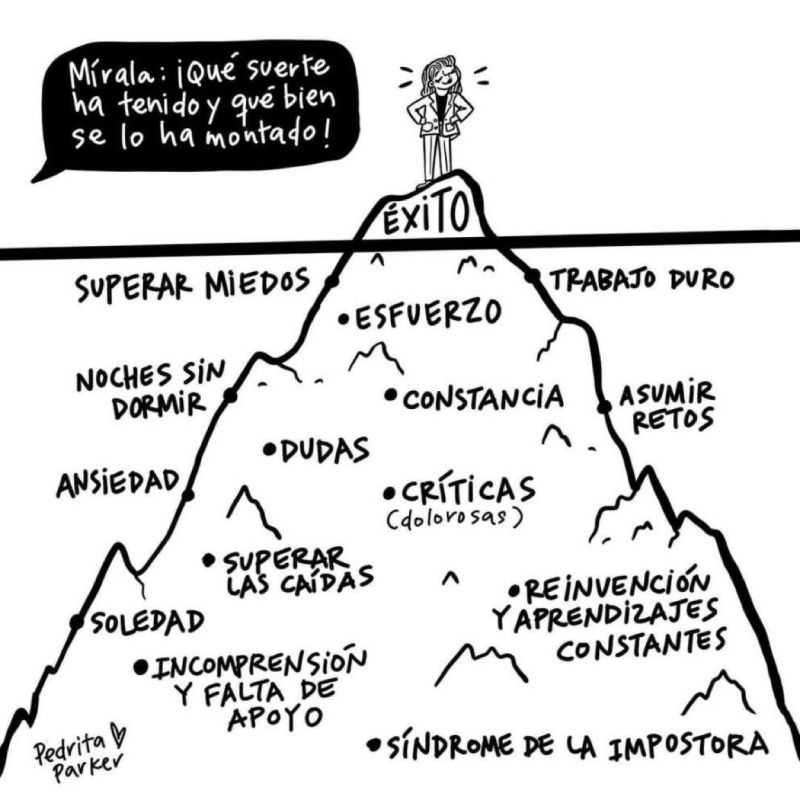 Mírala: ¡Qué suerte
ha tenido y qué bien
se lo ha montado!
ÉXITO
SUPERAR MIEDOS
TRABAJO DURO
•ESFUERZO
NOCHES SIN
DORMIR
•CONSTANCIA
ASUMIR
RETOS
•DUDAS
ANSIEDAD
•CRÍTICAS
(dolorosas)
•SUPERAR
LAS CAÍDAS
•REINVENCIÓN
Y APRENDIZAJES
CONSTANTES
SOLEDAD
•INCOMPRENSIÓN
Y FALTA DE
APOYO
•SÍNDROME DE LA IMPOSTORA
Pedrita
Parker